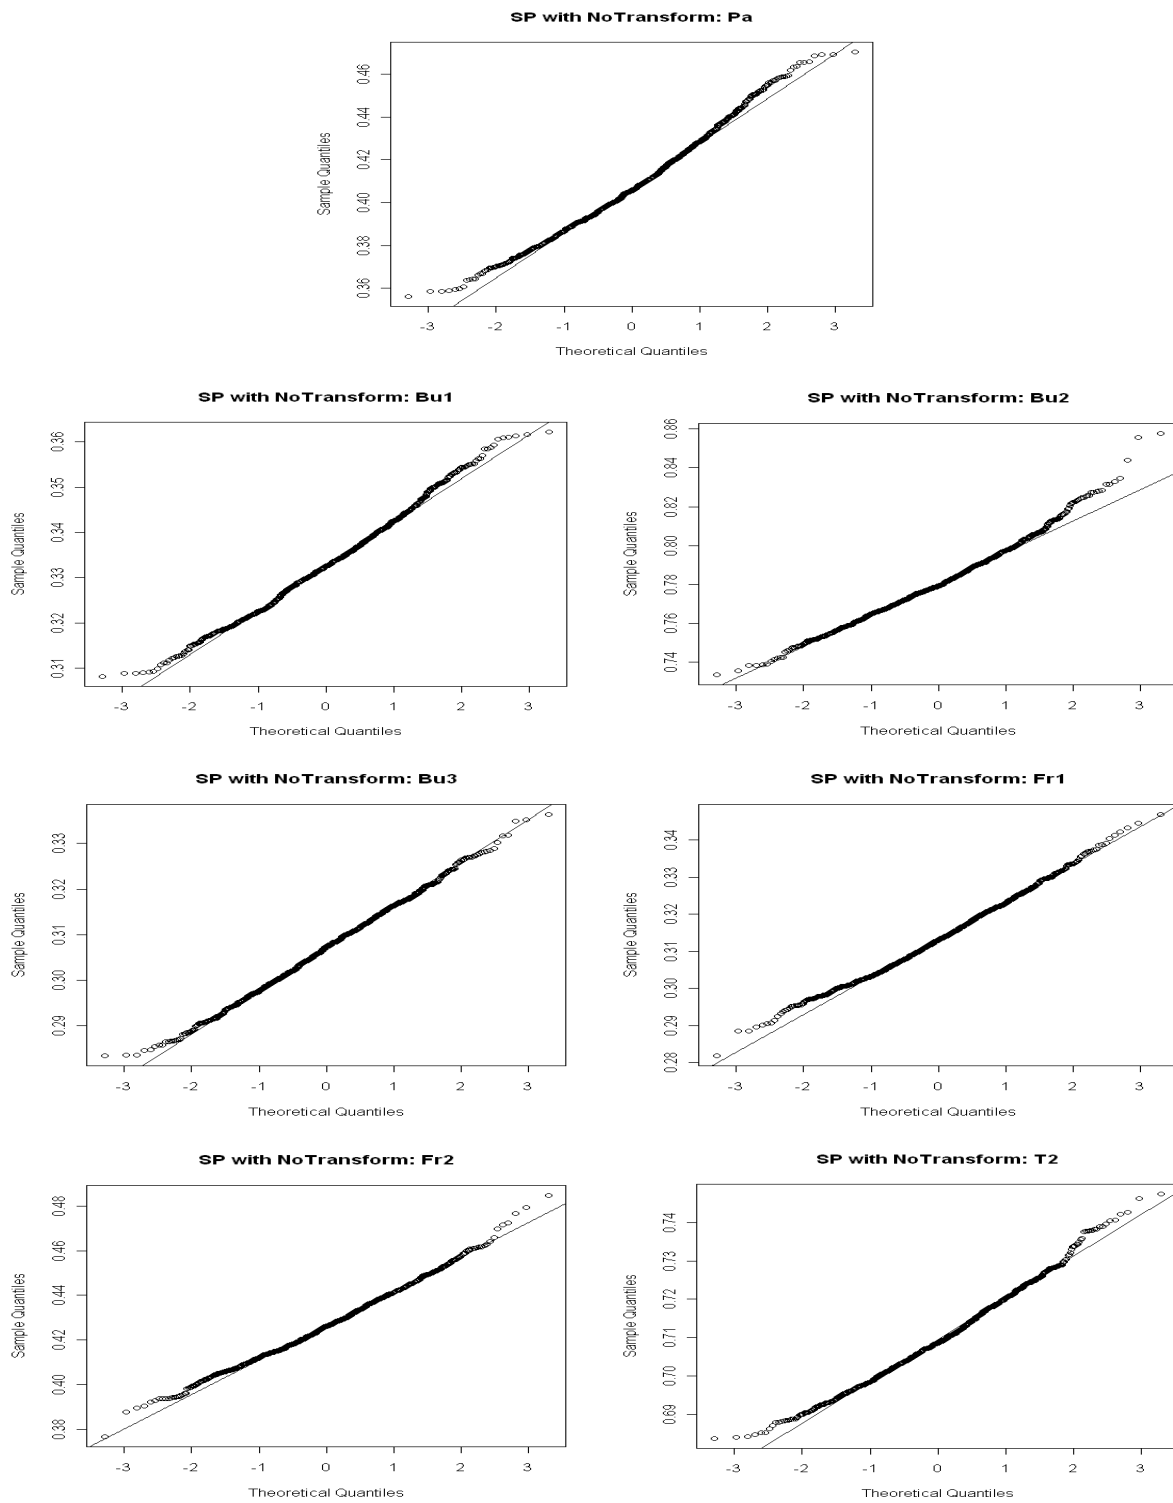 SP with NoTransform: Pa
Sample Quantiles
0.36 0.38 0.40 0.42 0.44 0.46
-3 -2 -1 0 1 2 3
Theoretical Quantiles
SP with NoTransform: Bu1
Sample Quantiles
0.31 0.32 0.33 0.34 0.35 0.36
-3 -2 -1 0 1 2 3
Theoretical Quantiles
SP with NoTransform: Bu2
Sample Quantiles
0.74 0.76 0.78 0.80 0.82 0.84 0.86
-3 -2 -1 0 1 2 3
Theoretical Quantiles
SP with NoTransform: Bu3
Sample Quantiles
0.29 0.30 0.31 0.32 0.33
-3 -2 -1 0 1 2 3
Theoretical Quantiles
SP with NoTransform: Fr1
Sample Quantiles
0.28 0.29 0.30 0.31 0.32 0.33 0.34
-3 -2 -1 0 1 2 3
Theoretical Quantiles
SP with NoTransform: Fr2
Sample Quantiles
0.38 0.40 0.42 0.44 0.46 0.48
-3 -2 -1 0 1 2 3
Theoretical Quantiles
SP with NoTransform: T2
Sample Quantiles
0.69 0.70 0.71 0.72 0.73 0.74
-3 -2 -1 0 1 2 3
Theoretical Quantiles